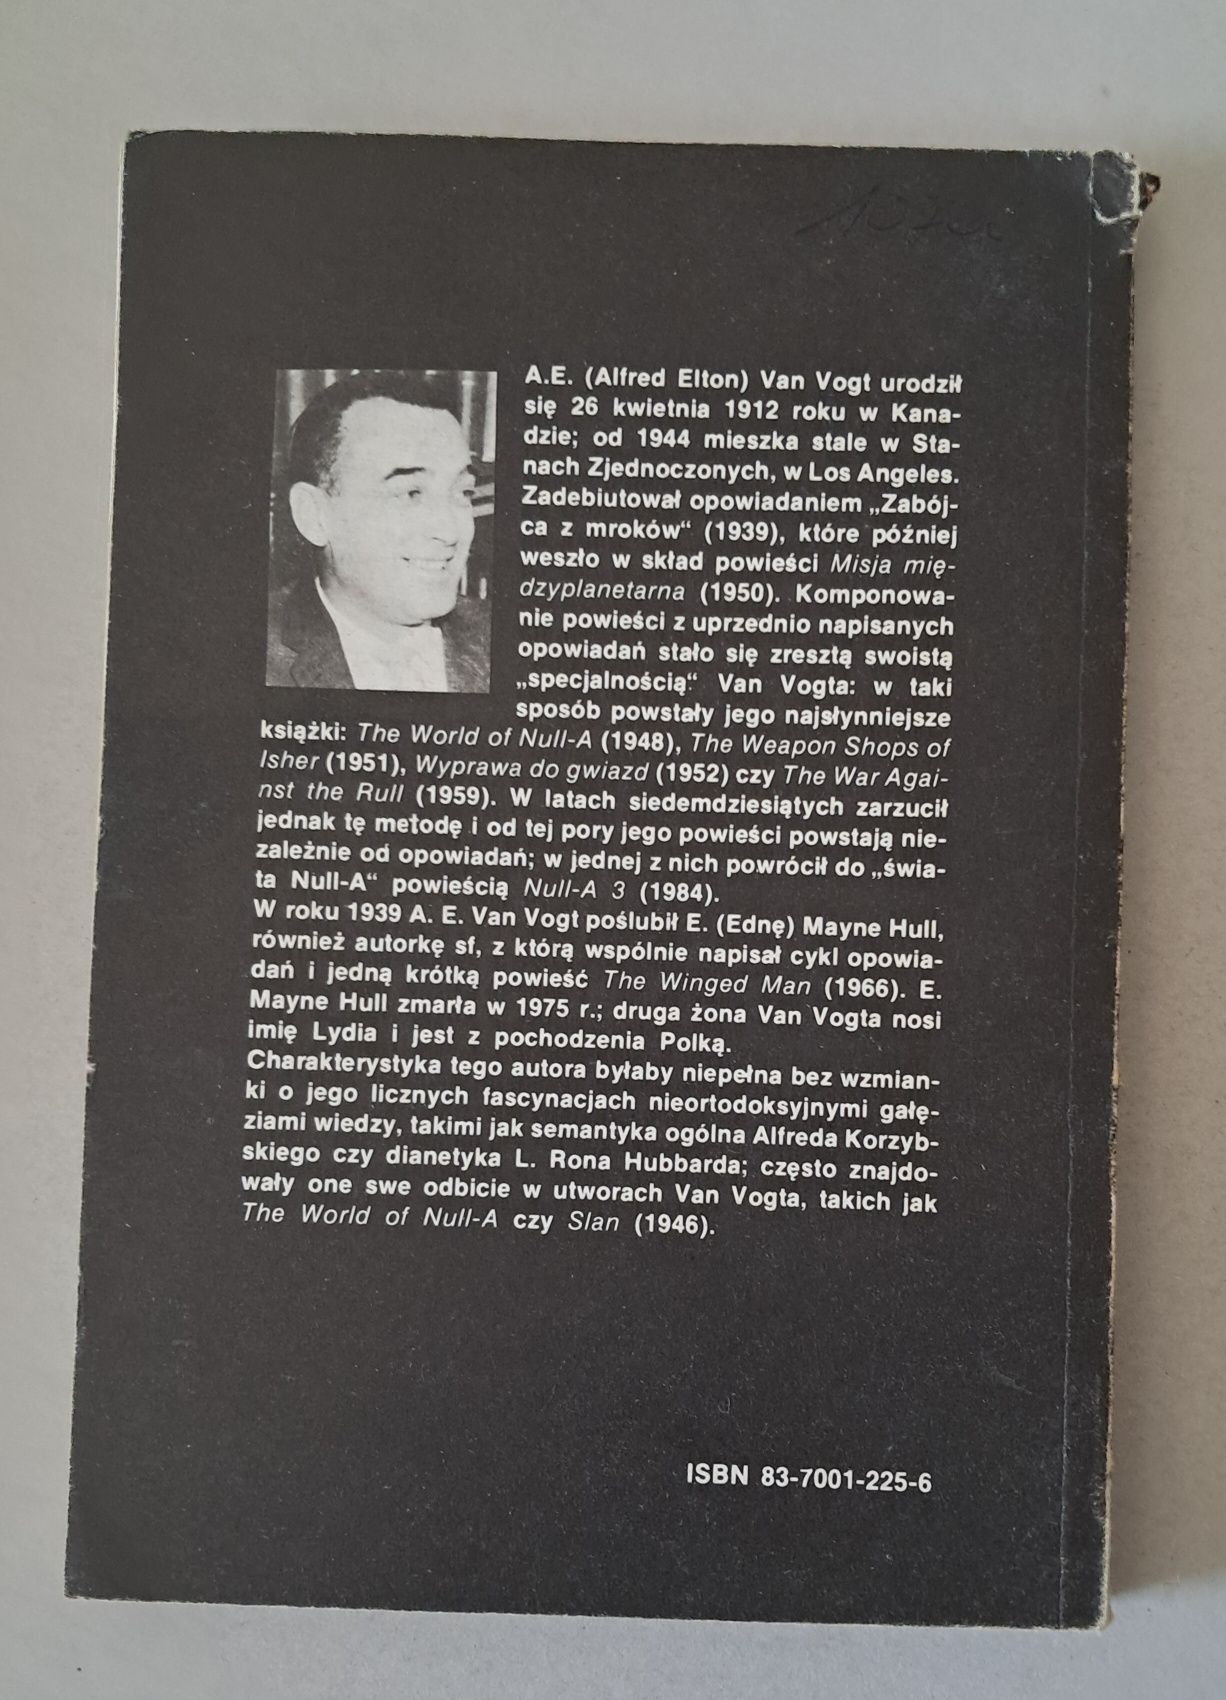 A.E. (Alfred Elton) Van Vogt urodził
się 26 kwietnia 1912 roku w Kana-
dzie; od 1944 mieszka stale w Sta-
nach Zjednoczonych, w Los Angeles.
Zadebiutował opowiadaniem „Zabój-
ca z mroków“ (1939), które później
weszło w skład powieści Misja mię-
dzyplanetarna (1950). Komponowa-
nie powieści z uprzednio napisanych
opowiadań stało się zresztą swoistą
„specjalnością“ Van Vogta: w taki
sposób powstały jego najsłynniejsze
książki: The World of Null-A (1948), The Weapon Shops of
Isher (1951), Wyprawa do gwiazd (1952) czy The War Agai-
nst the Rull (1959). W latach siedemdziesiątych zarzucił
jednak tę metodę i od tej pory jego powieści powstają nie-
zależnie od opowiadań; w jednej z nich powrócił do „świa-
ta Null-A“ powieścią Null-A 3 (1984).
W roku 1939 A. E. Van Vogt poślubił E. (Ednę) Mayne Hull,
również autorkę sf, z którą wspólnie napisał cykl opowia-
dań i jedną krótką powieść The Winged Man (1966). E.
Mayne Hull zmarła w 1975 r.; druga żona Van Vogta nosi
imię Lydia i jest z pochodzenia Polką.
Charakterystyka tego autora byłaby niepełna bez wzmian-
ki o jego licznych fascynacjach nieortodoksyjnymi gałę-
ziami wiedzy, takimi jak semantyka ogólna Alfreda Korzyb-
skiego czy dianetyka L. Rona Hubbarda; często znajdo-
wały one swe odbicie w utworach Van Vogta, takich jak
The World of Null-A czy Slan (1946).
ISBN 83-7001-225-6